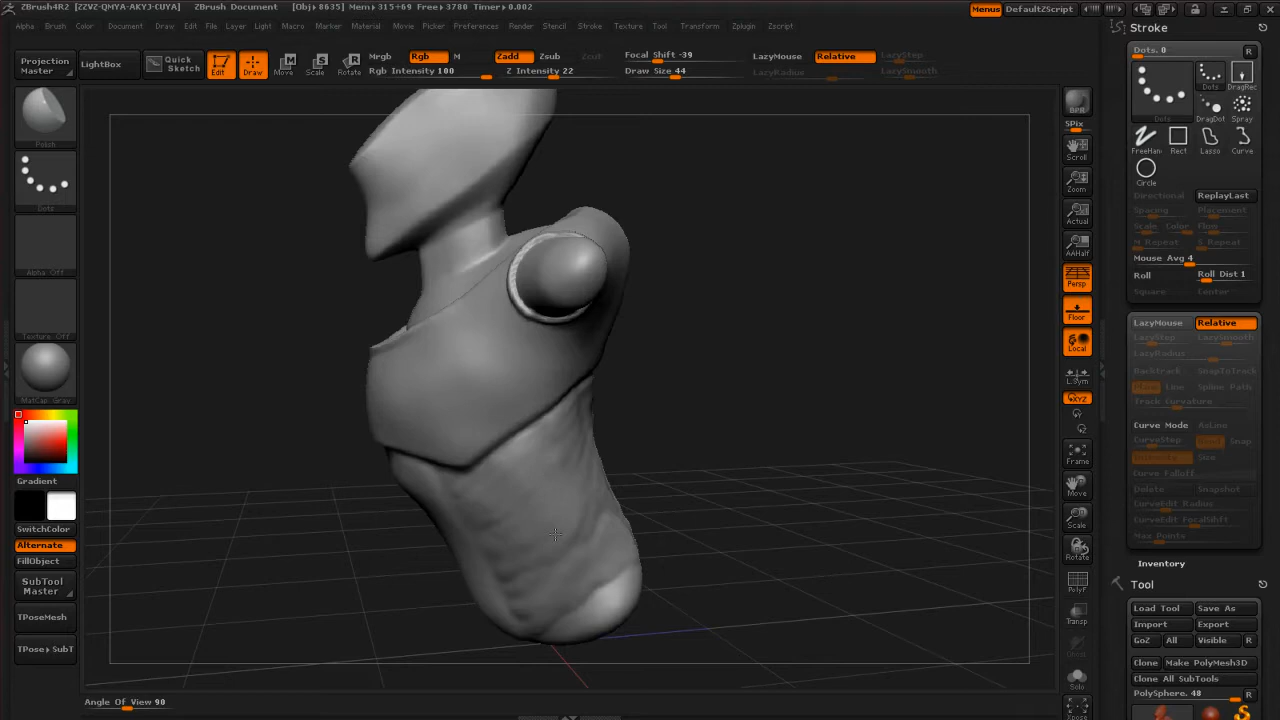 ZBrush4R2 [ZZVZ-QMYA-AKYJ-CUYA] ZBrush Document [Obj▸8635] Mem▸315+69 Free▸3780 Timer▸0.002
Menus DefaultZScript
Alpha Brush Color Document Draw Edit File Layer Light Macro Marker Material Movie Picker Preferences Render Stencil Stroke Texture Tool Transform Zplugin Zscript
Projection Master LightBox Quick Sketch Edit Draw Move Scale Rotate
Mrgb Rgb M Zadd Zsub Zcut
Rgb Intensity 100 Z Intensity 22
Focal Shift -39
Draw Size 44
LazyMouse Relative LazyStep
LazyRadius LazySmooth
Polish
Dots
Alpha Off
Texture Off
MatCap Gray
Gradient
SwitchColor
Alternate
FillObject
SubTool Master
TPoseMesh
TPose▸SubT
Angle Of View 90
BPR
SPix
Scroll
Zoom
Actual
AAHalf
Persp
Floor
Local
L.Sym
XYZ
Frame
Move
Scale
Rotate
PolyF
Transp
Solo
Xpose
Stroke
Dots. 0 R
Dots Dots DragRec
DragDot Spray
FreeHan Rect Lasso Curve
Circle
Directional ReplayLast
Spacing Placement
Scale Color Flow
M Repeat S Repeat
Mouse Avg 4
Roll Roll Dist 1
Square Center
LazyMouse Relative
LazyStep LazySmooth
LazyRadius
Backtrack SnapToTrack
Plane Line Spline Path
Track Curvature
Curve Mode AsLine
CurveStep Bend Snap
Intensity Size
Curve Falloff
Delete Snapshot
CurveEdit Radius
CurveEdit FocalShift
Max Points
Inventory
Tool
Load Tool Save As
Import Export
GoZ All Visible R
Clone Make PolyMesh3D
Clone All SubTools
PolySphere. 48 R